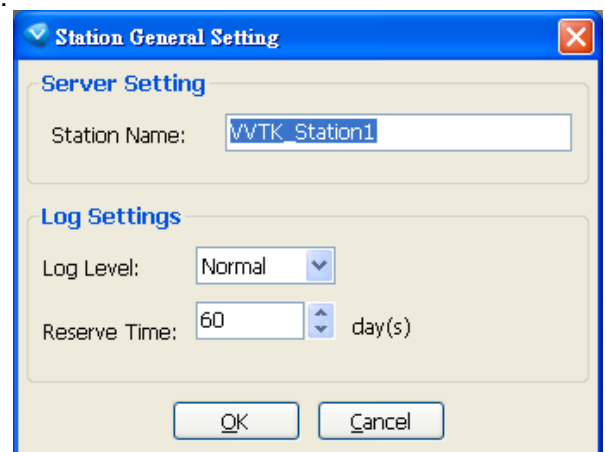 .
Station General Setting
Server Setting
Station Name: VVTK_Station1
Log Settings
Log Level: Normal
Reserve Time: 60 day(s)
OK Cancel